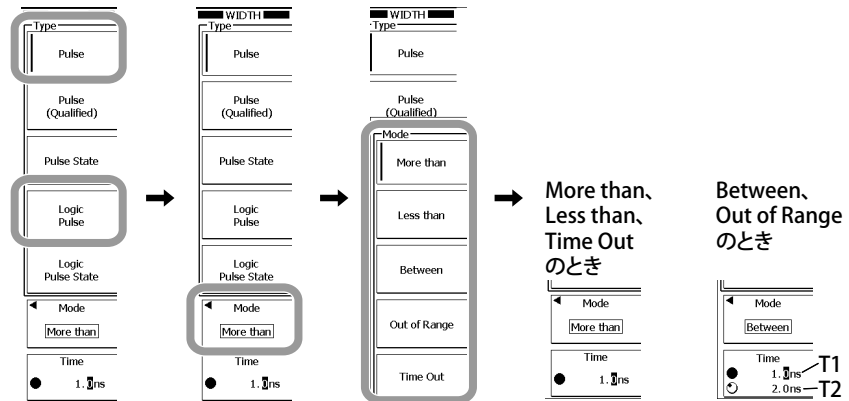 Type
Pulse
Pulse
(Qualified)
Pulse State
Logic
Pulse
Logic
Pulse State
Mode
More than
Time
1.0ns
WIDTH
Type
Pulse
Pulse
(Qualified)
Pulse State
Logic
Pulse
Logic
Pulse State
Mode
More than
Time
1.0ns
WIDTH
Type
Pulse
Pulse
(Qualified)
Mode
More than
Less than
Between
Out of Range
Time Out
More than、
Less than、
Time Out
のとき
Mode
More than
Time
1.0ns
Between、
Out of Range
のとき
Mode
Between
Time
1.0ns T1
2.0ns T2